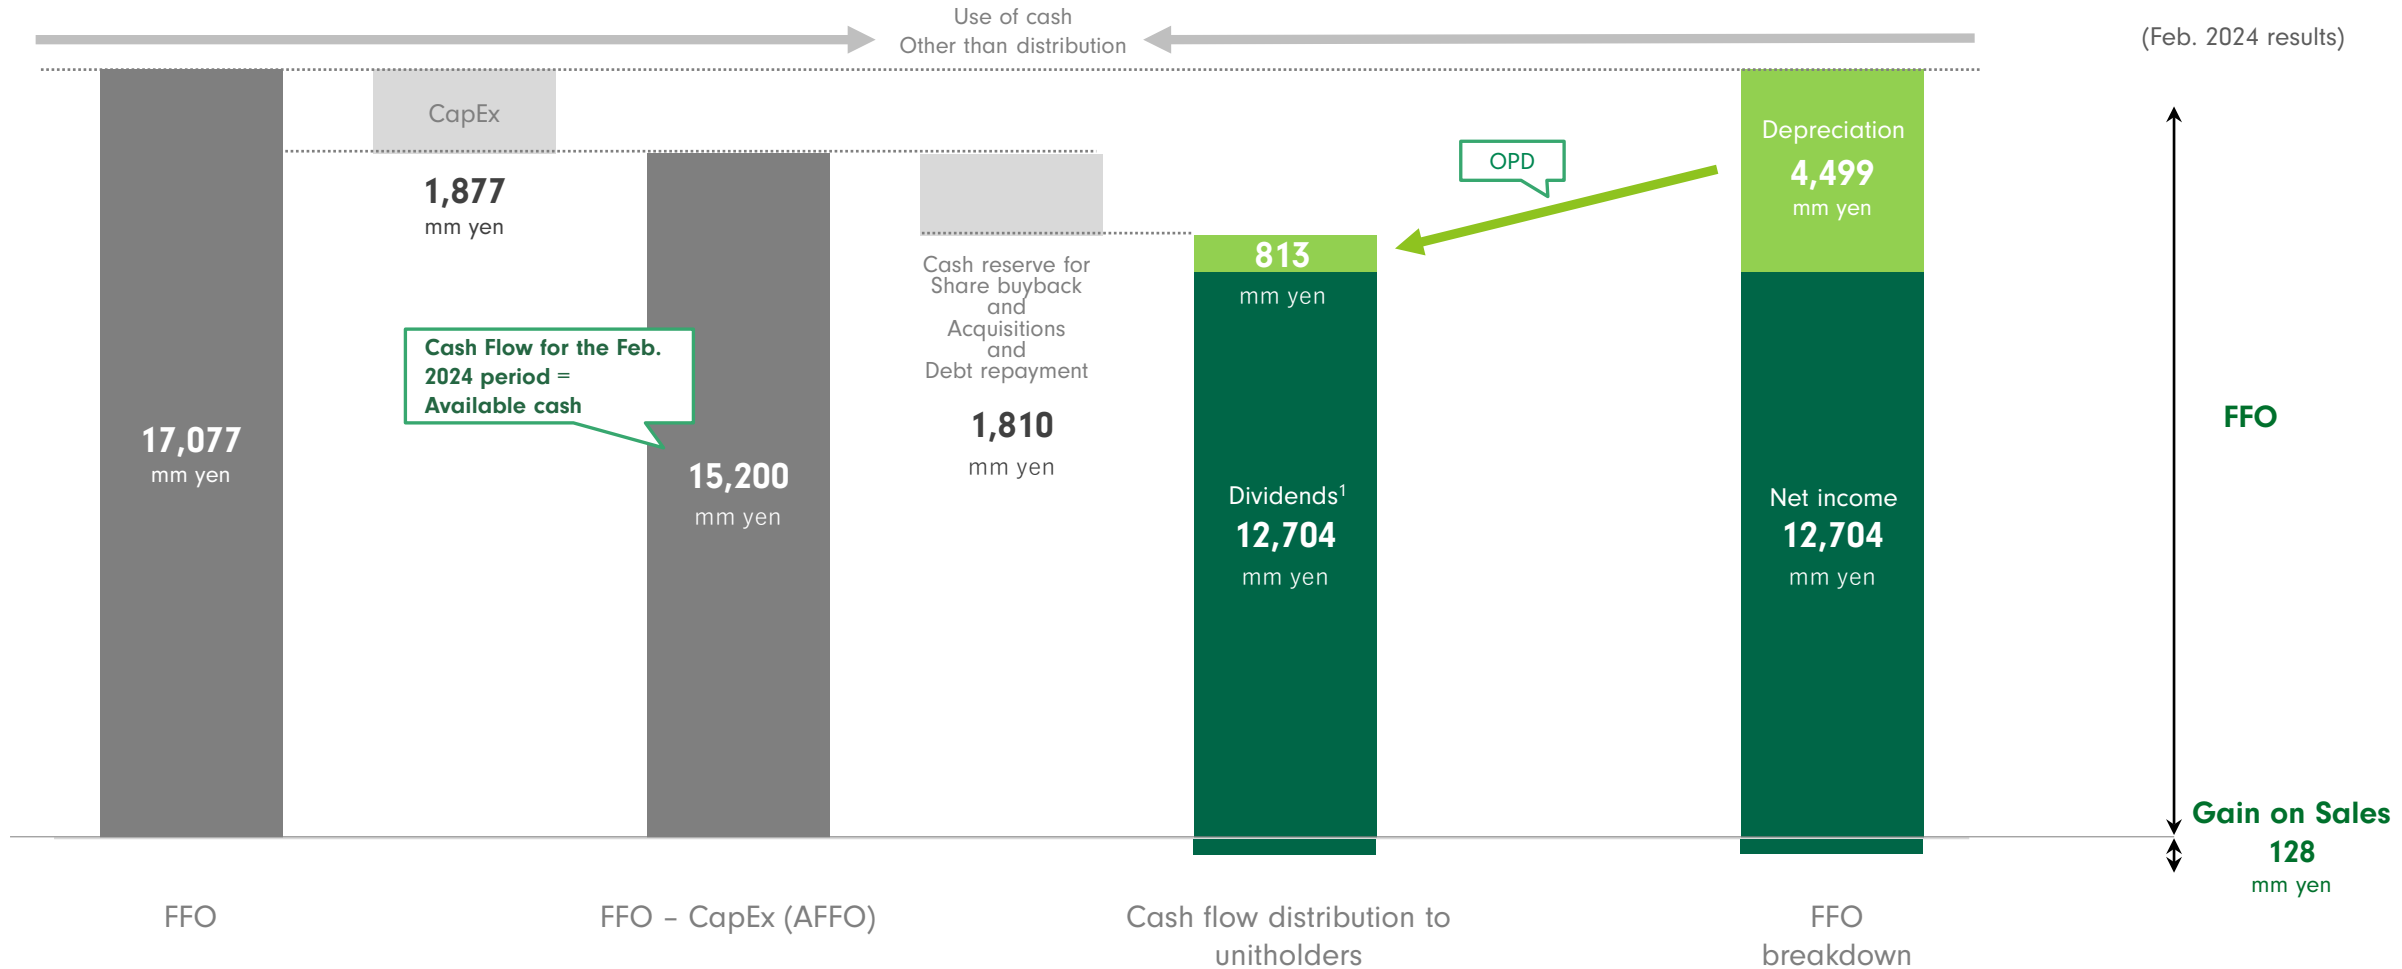 Use of cash
Other than distribution
(Feb. 2024 results)
CapEx
1,877
mm yen
17,077
mm yen
Cash Flow for the Feb.
2024 period =
Available cash
15,200
mm yen
Cash reserve for
Share buyback
and
Acquisitions
and
Debt repayment
1,810
mm yen
813
mm yen
Dividends¹
12,704
mm yen
OPD
Depreciation
4,499
mm yen
Net income
12,704
mm yen
FFO
Gain on Sales
128
mm yen
FFO
FFO – CapEx (AFFO)
Cash flow distribution to
unitholders
FFO
breakdown